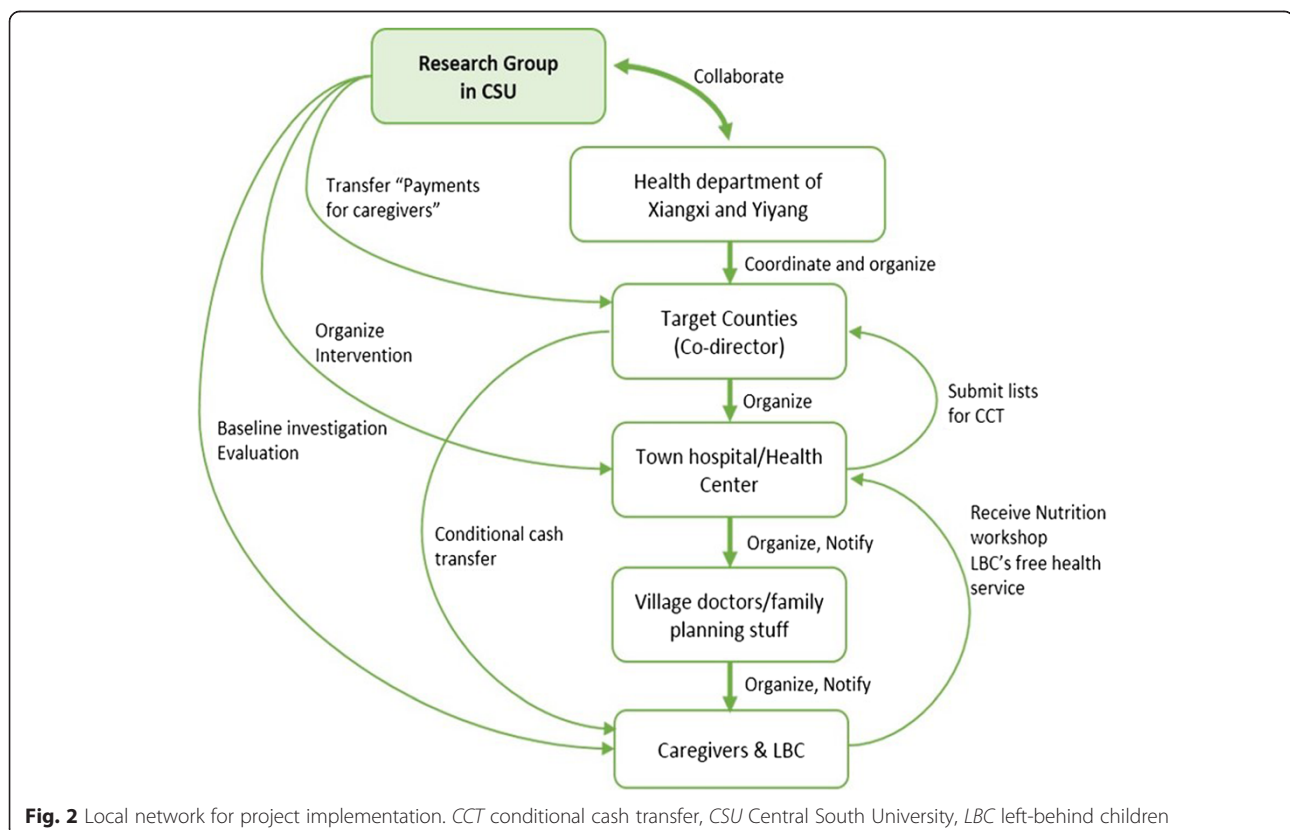 Research Group
in CSU
Collaborate
Health department of
Xiangxi and Yiyang
Transfer “Payments
for caregivers”
Coordinate and organize
Target Counties
(Co-director)
Organize
Intervention
Organize
Submit lists
for CCT
Baseline investigation
Evaluation
Town hospital/Health
Center
Conditional cash
transfer
Organize, Notify
Receive Nutrition
workshop
LBC's free health
service
Village doctors/family
planning stuff
Organize, Notify
Caregivers & LBC
Fig. 2 Local network for project implementation. CCT conditional cash transfer, CSU Central South University, LBC left-behind children